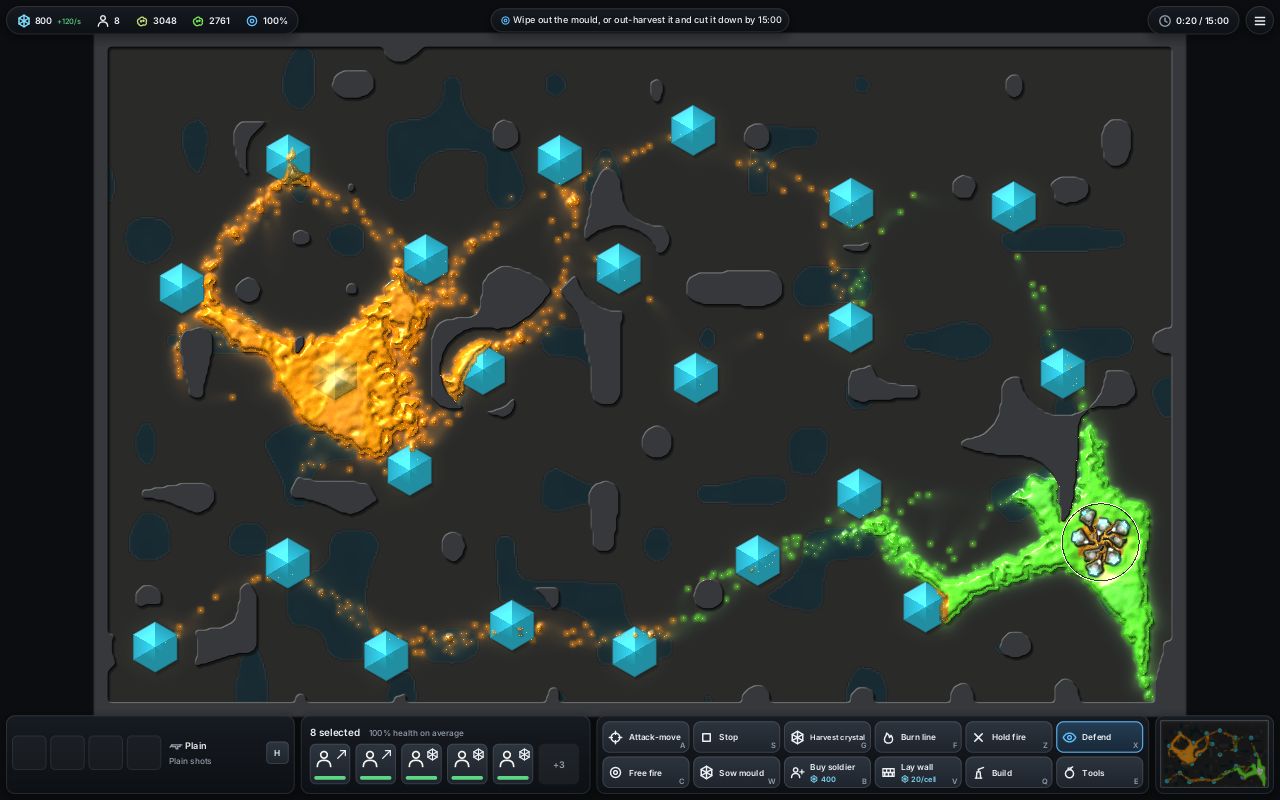 800 +120/s 8 3048 2761 100%
Wipe out the mould, or out-harvest it and cut it down by 15:00
0:20 / 15:00
Plain
Plain shots
H
8 selected 100% health on average
+3
Attack-move A
Stop S
Harvest crystal G
Burn line F
Hold fire Z
Defend X
Free fire C
Sow mould W
Buy soldier 400 B
Lay wall 20/cell V
Build Q
Tools E